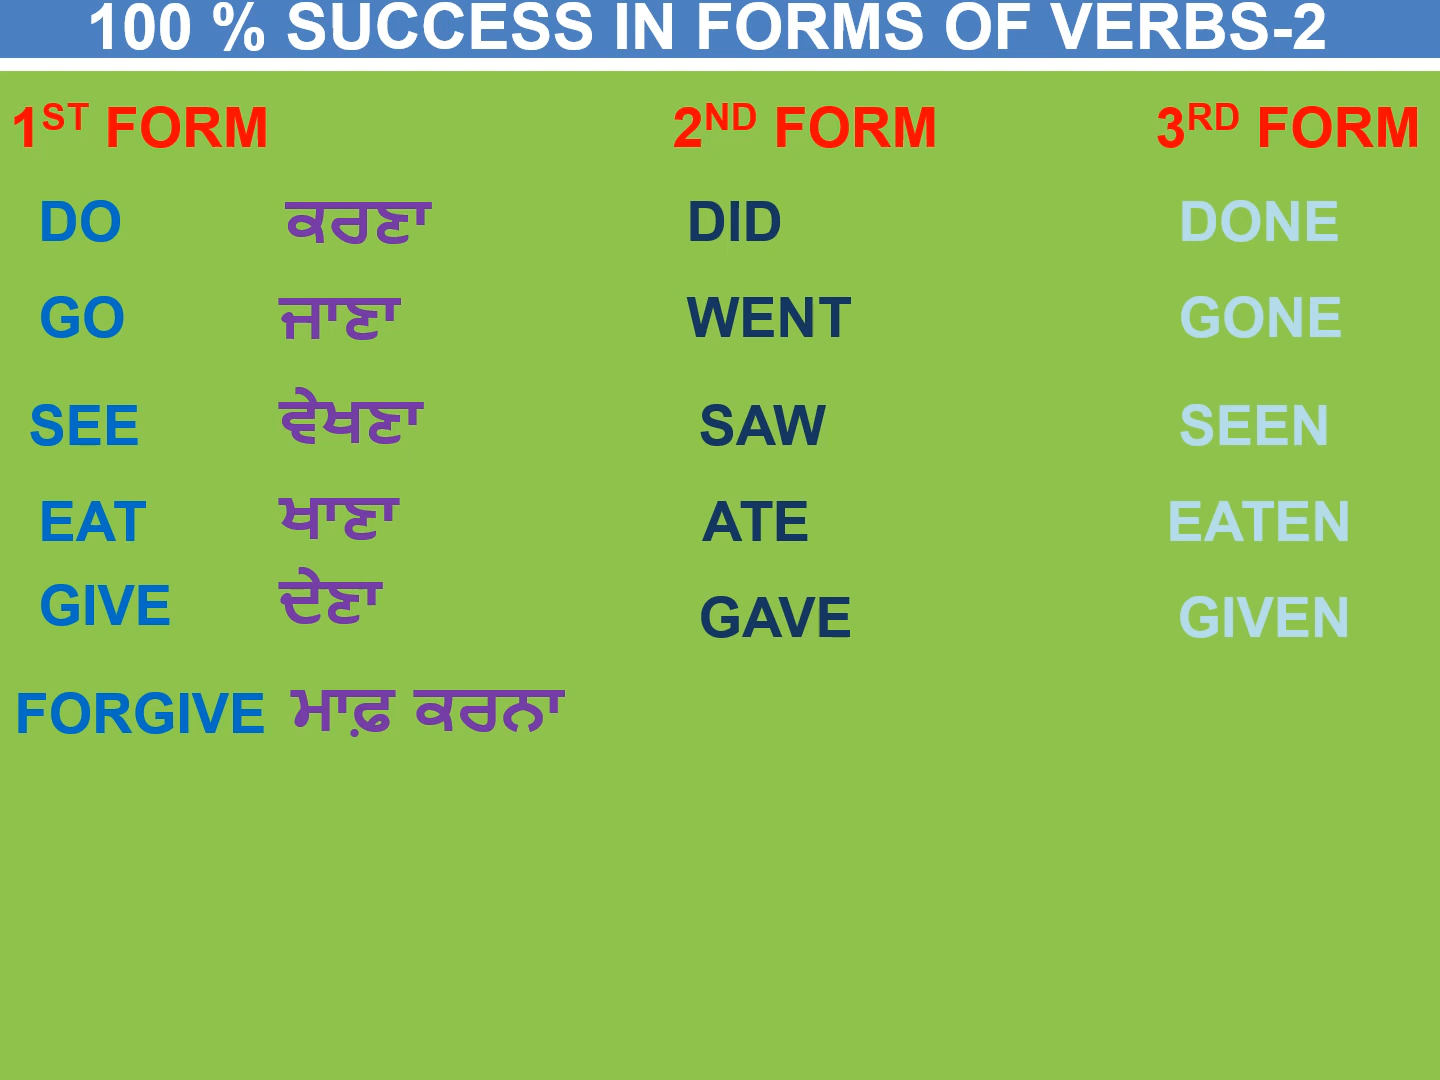 100 % SUCCESS IN FORMS OF VERBS-2
1ST FORM 2ND FORM 3RD FORM
DO ਕਰਣਾ DID DONE
GO ਜਾਣਾ WENT GONE
SEE ਵੇਖਣਾ SAW SEEN
EAT ਖਾਣਾ ATE EATEN
GIVE ਦੇਣਾ GAVE GIVEN
FORGIVE ਮਾਫ਼ ਕਰਨਾ